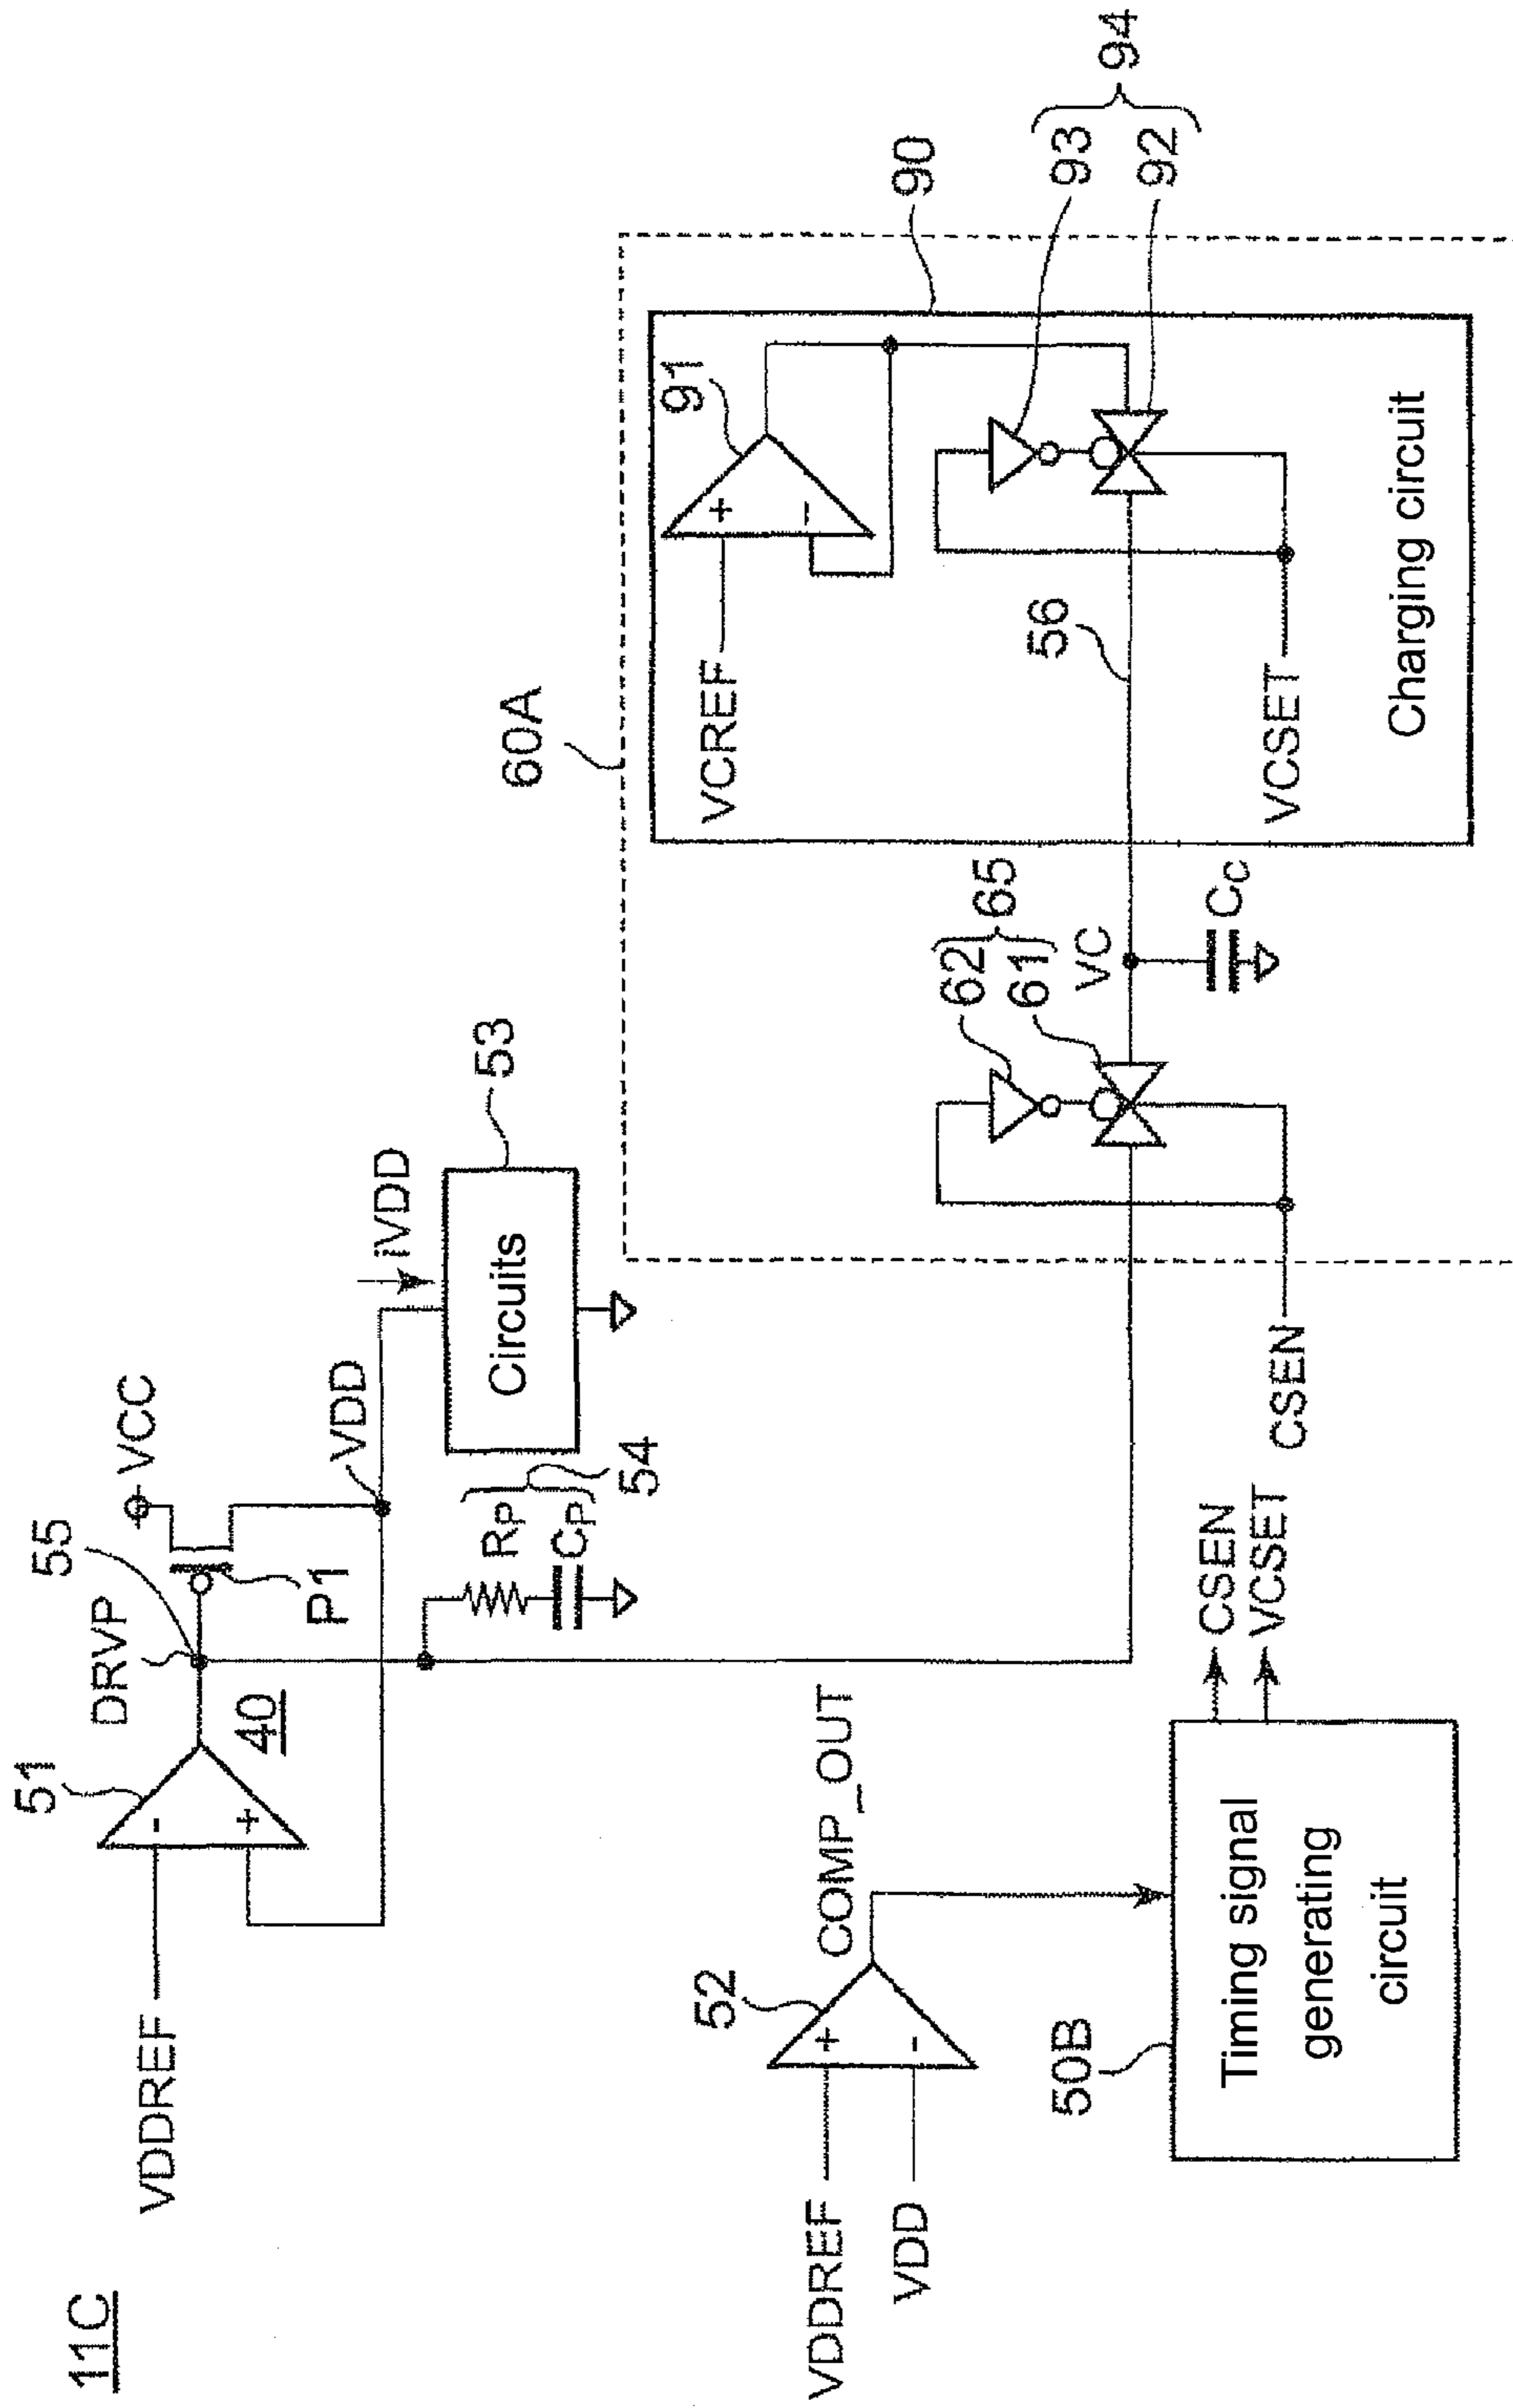 11C
VDDREF
-
+
51
40
DRVP
55
VCC
P1
VDD
iVDD
Circuits
53
RP
CP
54
VDDREF
VDD
+
-
52
COMP_OUT
50B
Timing signal
generating
circuit
CSEN
VCSET
CSEN
60A
62
61
65
VC
CC
56
VCREF
+
-
91
VCSET
Charging circuit
90
93
92
94